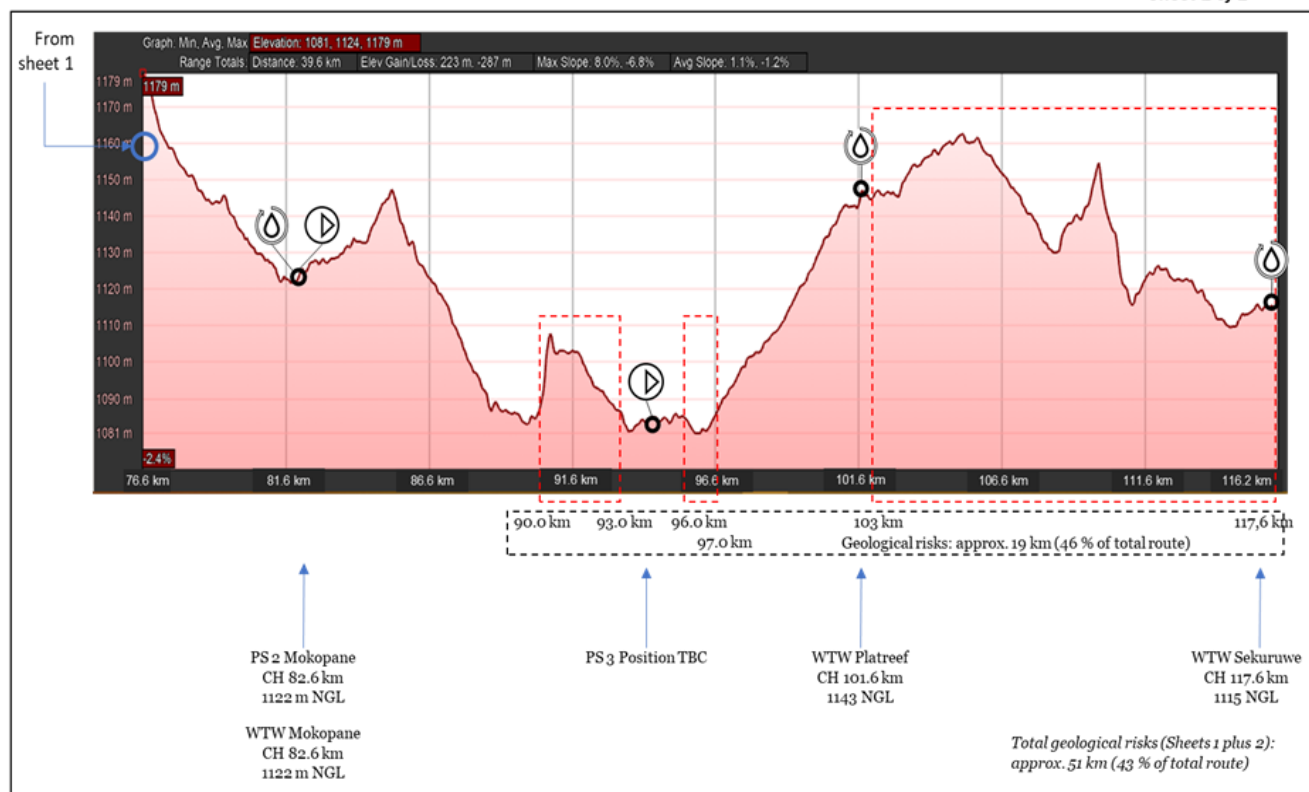 From
sheet 1
Graph: Min, Avg, Max Elevation: 1081, 1124, 1179 m
Range Totals: Distance: 39.6 km Elev Gain/Loss: 223 m, -287 m Max Slope: 8.0%, -6.8% Avg Slope: 1.1%, -1.2%
1179 m
1179 m
1170 m
1160 m
1150 m
1140 m
1130 m
1120 m
1110 m
1100 m
1090 m
1081 m
-2.4%
76.6 km 81.6 km 86.6 km 91.6 km 96.6 km 101.6 km 106.6 km 111.6 km 116.2 km
90.0 km 93.0 km 96.0 km 103 km 117,6 km
97.0 km Geological risks: approx. 19 km (46 % of total route)
PS 2 Mokopane
CH 82.6 km
1122 m NGL
WTW Mokopane
CH 82.6 km
1122 m NGL
PS 3 Position TBC
WTW Platreef
CH 101.6 km
1143 NGL
WTW Sekuruwe
CH 117.6 km
1115 NGL
Total geological risks (Sheets 1 plus 2):
approx. 51 km (43 % of total route)